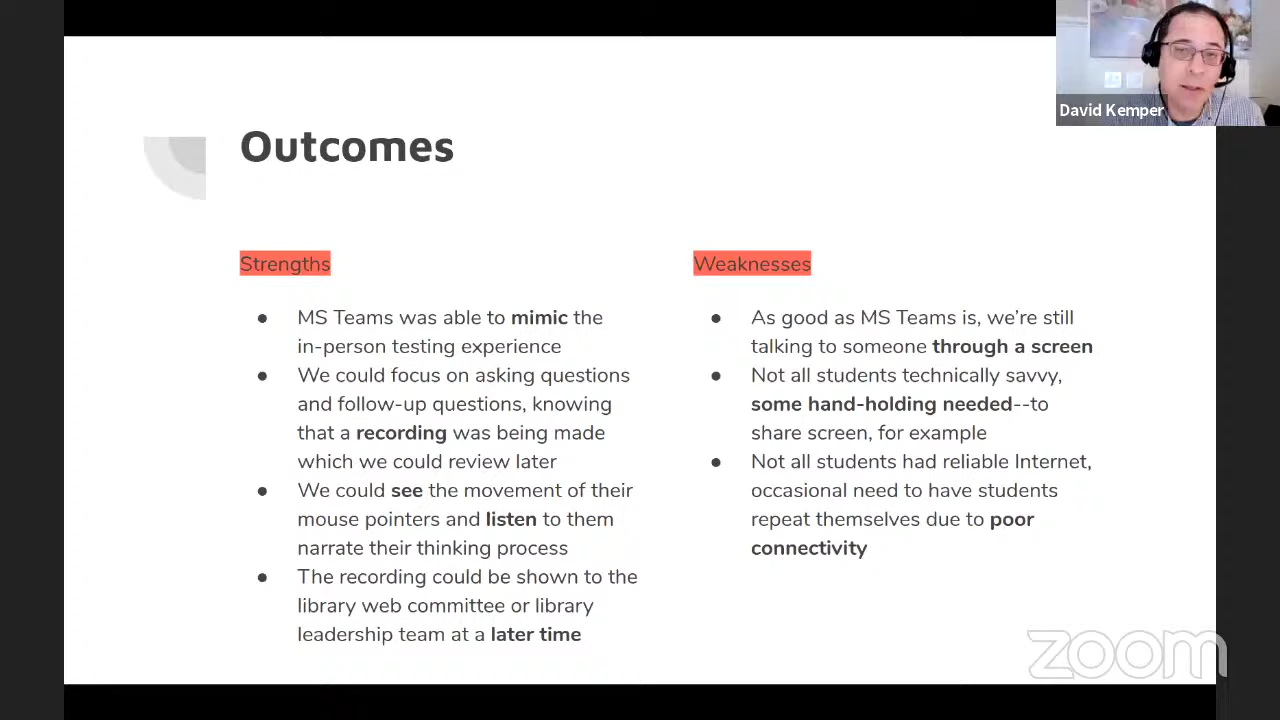 David Kemper
Outcomes
Strengths
● MS Teams was able to mimic the
in-person testing experience
● We could focus on asking questions
and follow-up questions, knowing
that a recording was being made
which we could review later
● We could see the movement of their
mouse pointers and listen to them
narrate their thinking process
● The recording could be shown to the
library web committee or library
leadership team at a later time
Weaknesses
● As good as MS Teams is, we’re still
talking to someone through a screen
● Not all students technically savvy,
some hand-holding needed--to
share screen, for example
● Not all students had reliable Internet,
occasional need to have students
repeat themselves due to poor
connectivity
zoom